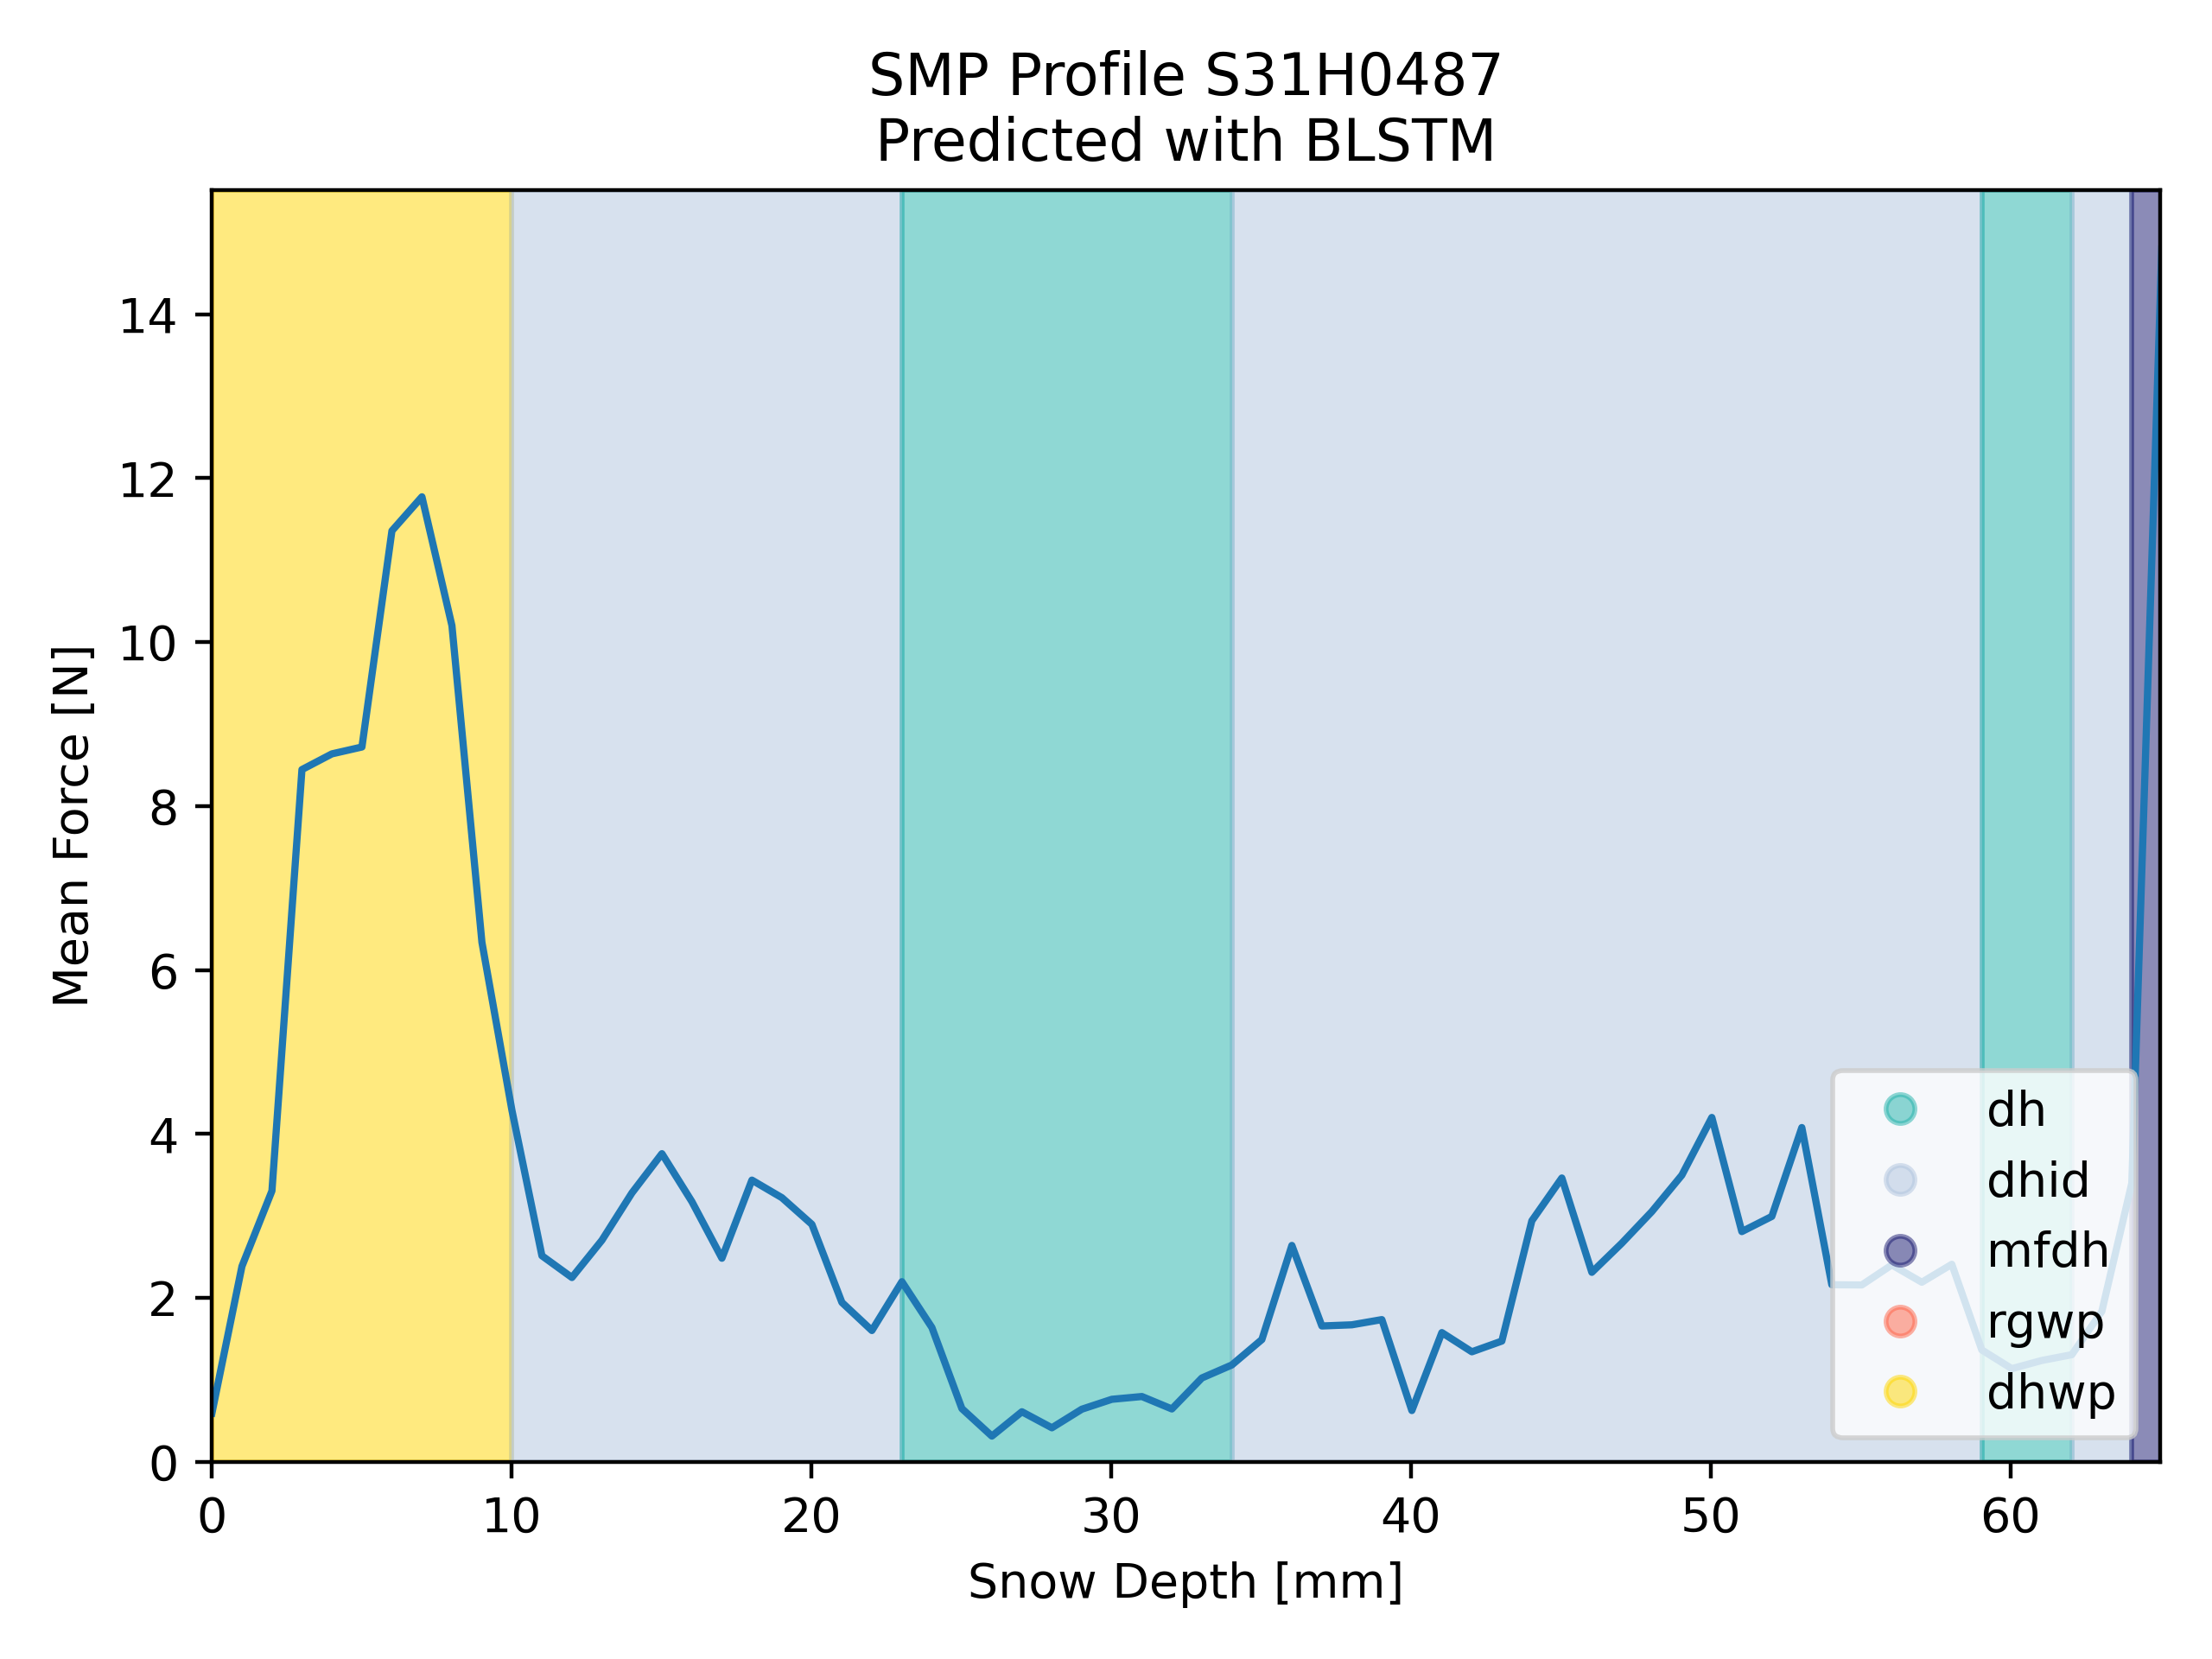 SMP Profile S31H0487
Predicted with BLSTM
Mean Force [N]
14
12
10
8
6
4
2
0
dh
dhid
mfdh
rgwp
dhwp
0 10 20 30 40 50 60
Snow Depth [mm]